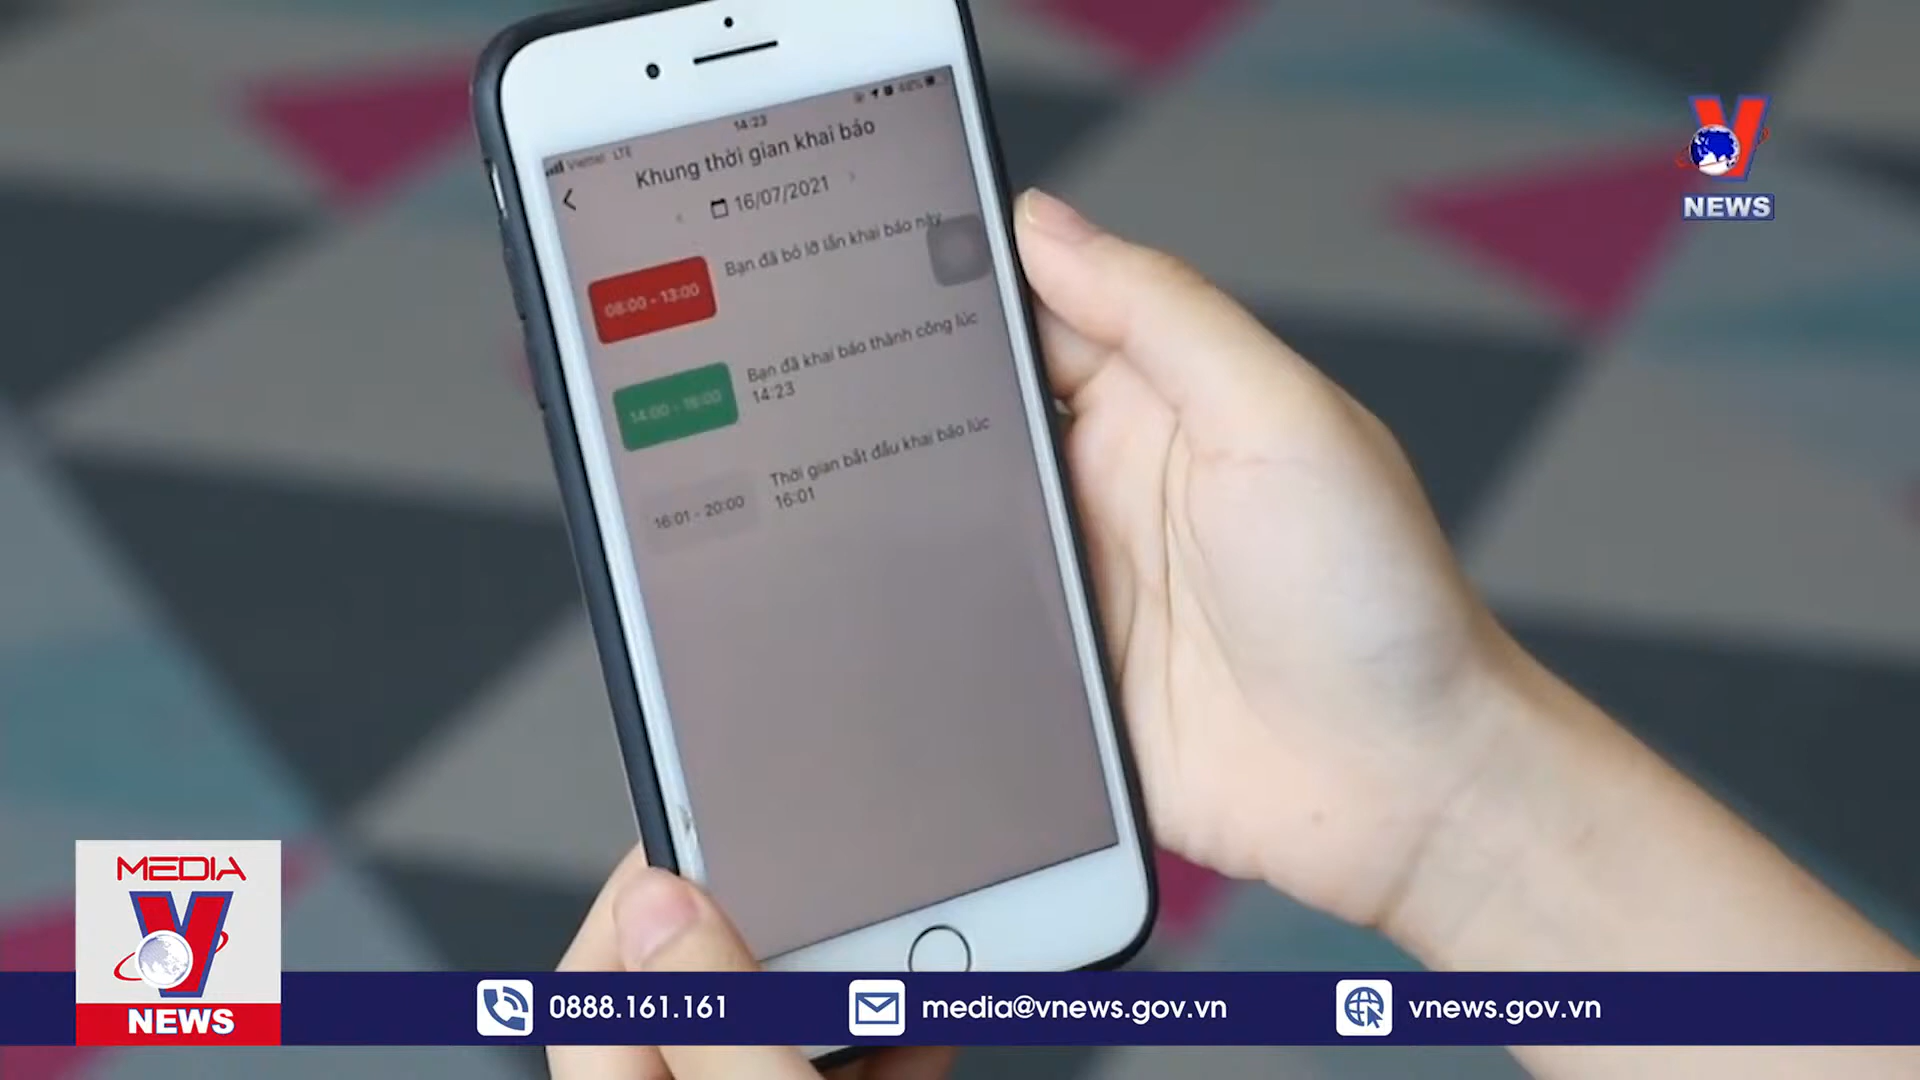 Viettel LTE
14:23
Khung thời gian khai báo
16/07/2021
08:00 - 13:00
Bạn đã bỏ lỡ lần khai báo này
14:00 - 16:00
Bạn đã khai báo thành công lúc
14:23
16:01 - 20:00
Thời gian bắt đầu khai báo lúc
16:01
V
NEWS
MEDIA
V
NEWS
0888.161.161
media@vnews.gov.vn
vnews.gov.vn